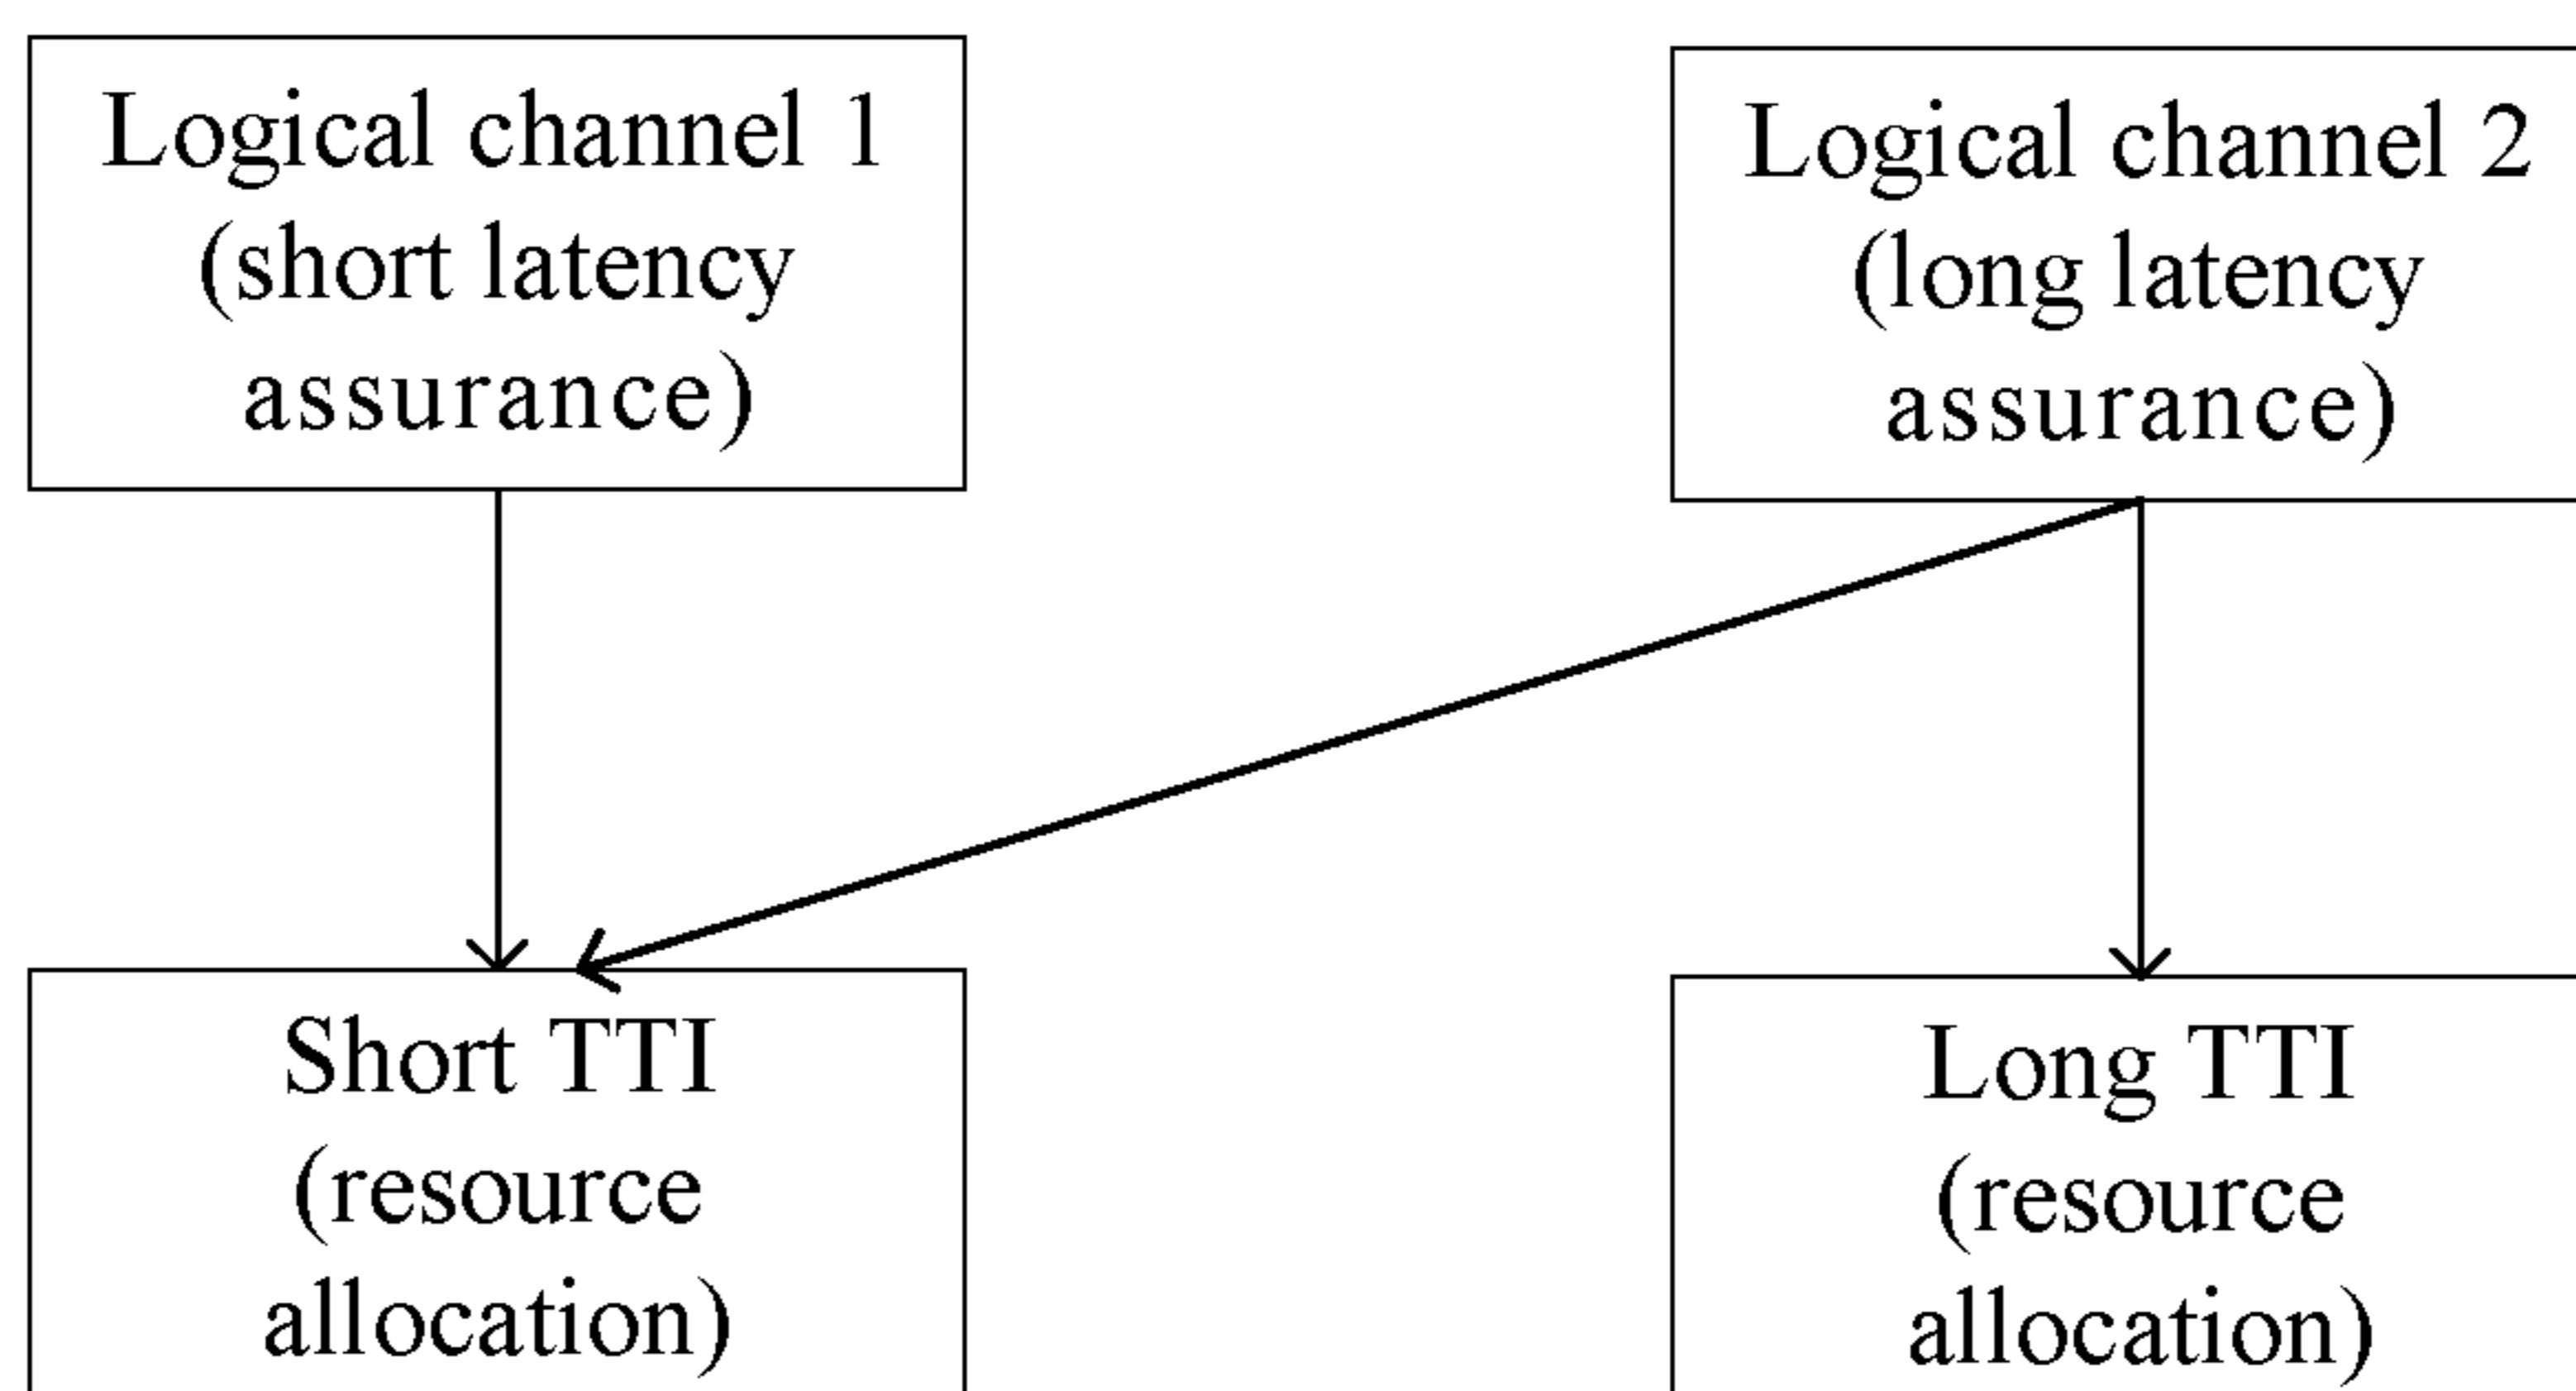 Logical channel 1
(short latency
assurance)
Logical channel 2
(long latency
assurance)
Short TTI
(resource
allocation)
Long TTI
(resource
allocation)